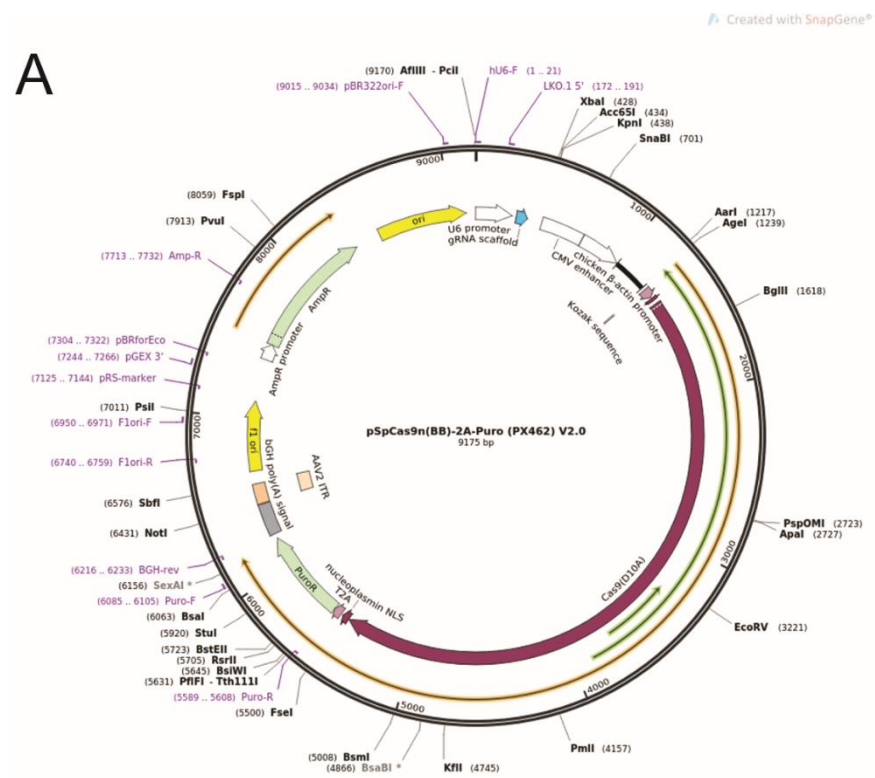 Created with SnapGene®
A
(9170) AflIII - PciI
hU6-F (1 .. 21)
(9015 .. 9034) pBR322ori-F
LKO.1 5' (172 .. 191)
XbaI (428)
Acc65I (434)
KpnI (438)
SnaBI (701)
AarI (1217)
AgeI (1239)
BglII (1618)
PspOMI (2723)
ApaI (2727)
EcoRV (3221)
PmlI (4157)
KflI (4745)
(4866) BsaBI *
(5008) BsmI
(5500) FseI
(5589 .. 5608) Puro-R
(5631) PflFI - Tth111I
(5645) BsiWI
(5705) RsrII
(5723) BstEII
(5920) StuI
(6063) BsaI
(6085 .. 6105) Puro-F
(6156) SexAI *
(6216 .. 6233) BGH-rev
(6431) NotI
(6576) SbfI
(6740 .. 6759) F1ori-R
(6950 .. 6971) F1ori-F
(7011) PsiI
(7125 .. 7144) pRS-marker
(7244 .. 7266) pGEX 3'
(7304 .. 7322) pBRforEco
(7713 .. 7732) Amp-R
(7913) PvuI
(8059) FspI
1000
2000
3000
4000
5000
6000
7000
8000
9000
ori
U6 promoter
gRNA scaffold
CMV enhancer
chicken β-actin promoter
Kozak sequence
Cas9(D10A)
nucleoplasmin NLS
T2A
PuroR
bGH poly(A) signal
AAV2 ITR
f1 ori
AmpR promoter
AmpR
pSpCas9n(BB)-2A-Puro (PX462) V2.0
9175 bp